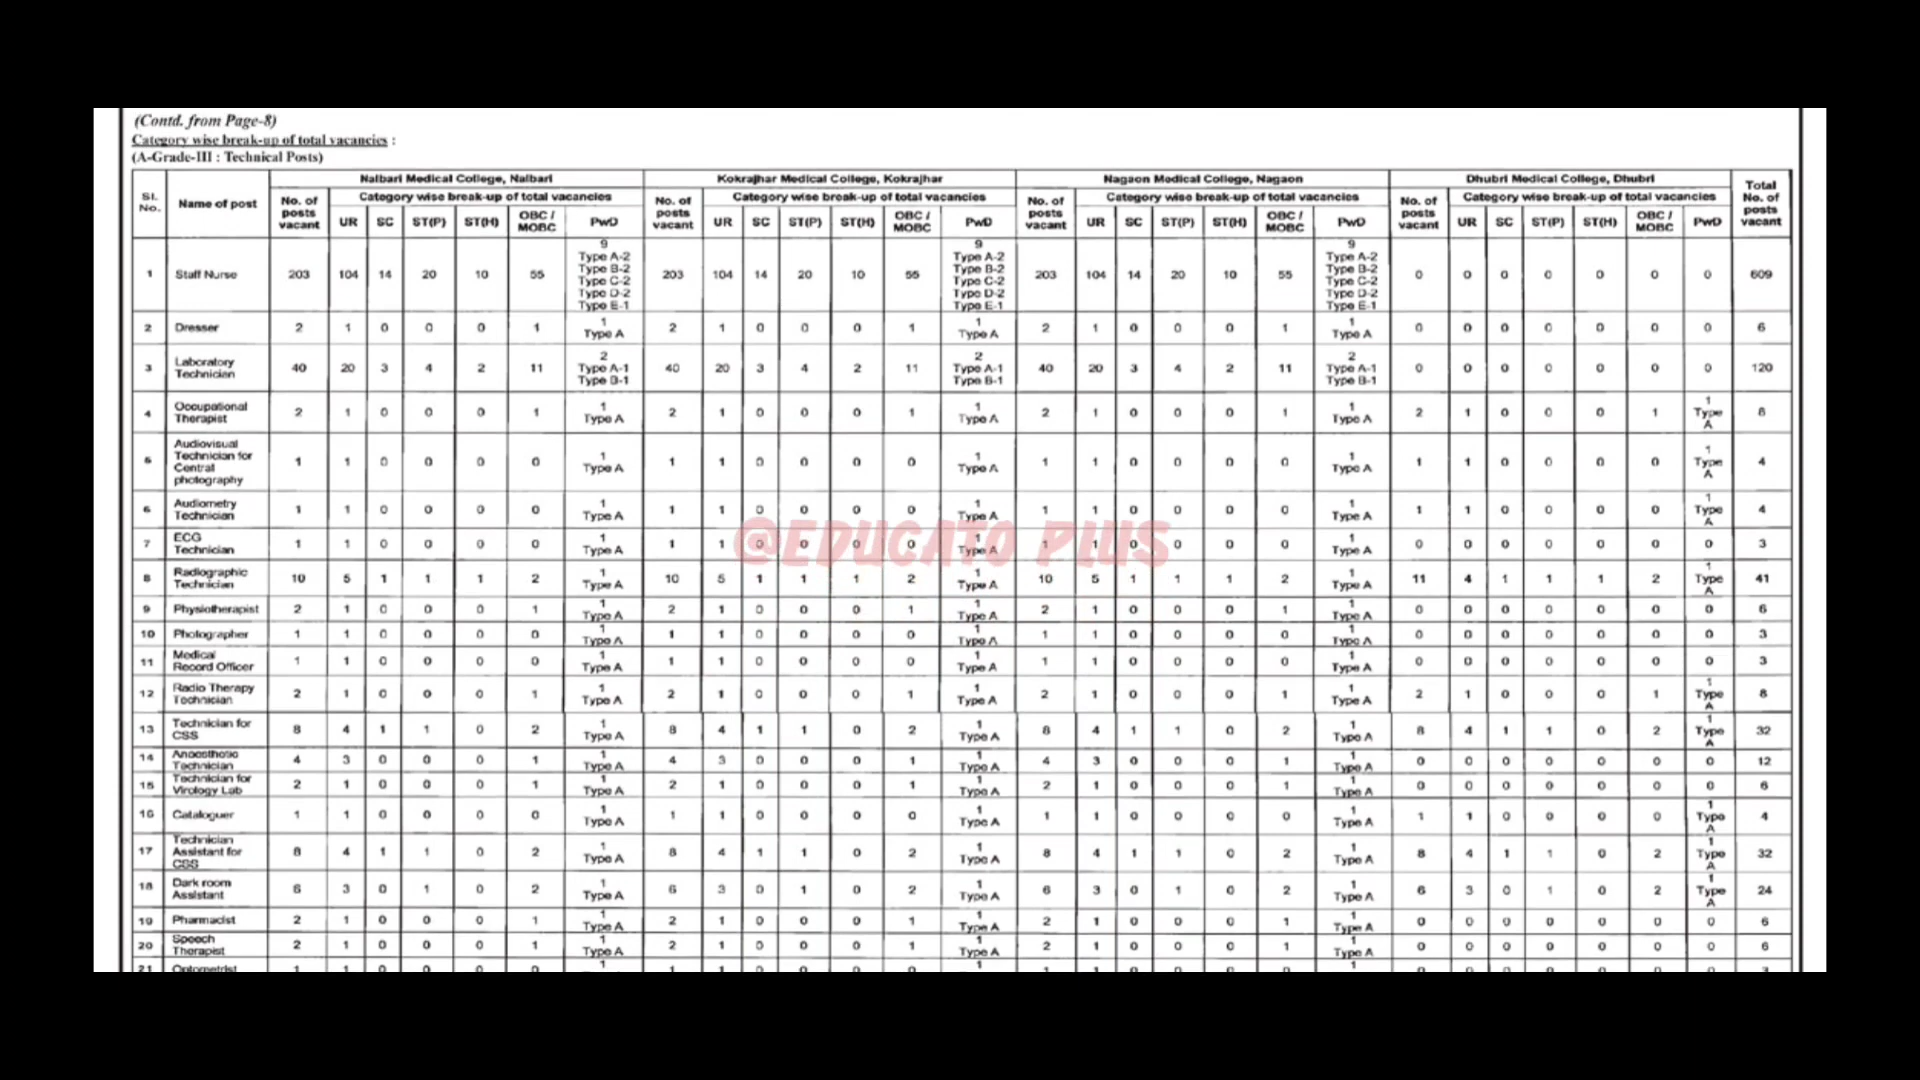 (Contd. from Page-8)
Category wise break-up of total vacancies :
(A-Grade-III : Technical Posts)
Sl. No. Name of post Nalbari Medical College, Nalbari Kokrajhar Medical College, Kokrajhar Nagaon Medical College, Nagaon Dhubri Medical College, Dhubri Total No. of posts vacant
No. of posts vacant Category wise break-up of total vacancies No. of posts vacant Category wise break-up of total vacancies No. of posts vacant Category wise break-up of total vacancies No. of posts vacant Category wise break-up of total vacancies
UR SC ST(P) ST(H) OBC / MOBC PwD UR SC ST(P) ST(H) OBC / MOBC PwD UR SC ST(P) ST(H) OBC / MOBC PwD UR SC ST(P) ST(H) OBC / MOBC PwD
1 Staff Nurse 203 104 14 20 10 55 9 Type A-2 Type B-2 Type C-2 Type D-2 Type E-1 203 104 14 20 10 55 9 Type A-2 Type B-2 Type C-2 Type D-2 Type E-1 203 104 14 20 10 55 9 Type A-2 Type B-2 Type C-2 Type D-2 Type E-1 0 0 0 0 0 0 0 609
2 Dresser 2 1 0 0 0 1 1 Type A 2 1 0 0 0 1 1 Type A 2 1 0 0 0 1 1 Type A 0 0 0 0 0 0 0 6
3 Laboratory Technician 40 20 3 4 2 11 2 Type A-1 Type B-1 40 20 3 4 2 11 2 Type A-1 Type B-1 40 20 3 4 2 11 2 Type A-1 Type B-1 0 0 0 0 0 0 0 120
4 Occupational Therapist 2 1 0 0 0 1 1 Type A 2 1 0 0 0 1 1 Type A 2 1 0 0 0 1 1 Type A 2 1 0 0 0 1 1 Type A 8
5 Audiovisual Technician for Central photography 1 1 0 0 0 0 1 Type A 1 1 0 0 0 0 1 Type A 1 1 0 0 0 0 1 Type A 1 1 0 0 0 0 1 Type A 4
6 Audiometry Technician 1 1 0 0 0 0 1 Type A 1 1 0 0 0 0 1 Type A 1 1 0 0 0 0 1 Type A 1 1 0 0 0 0 1 Type A 4
@EDUCATO PLUS
7 ECG Technician 1 1 0 0 0 0 1 Type A 1 1 0 0 0 0 1 Type A 1 1 0 0 0 0 1 Type A 0 0 0 0 0 0 0 3
8 Radiographic Technician 10 5 1 1 1 2 1 Type A 10 5 1 1 1 2 1 Type A 10 5 1 1 1 2 1 Type A 11 4 1 1 1 2 1 Type A 41
9 Physiotherapist 2 1 0 0 0 1 1 Type A 2 1 0 0 0 1 1 Type A 2 1 0 0 0 1 1 Type A 0 0 0 0 0 0 0 6
10 Photographer 1 1 0 0 0 0 1 Type A 1 1 0 0 0 0 1 Type A 1 1 0 0 0 0 1 Type A 0 0 0 0 0 0 0 3
11 Medical Record Officer 1 1 0 0 0 0 1 Type A 1 1 0 0 0 0 1 Type A 1 1 0 0 0 0 1 Type A 0 0 0 0 0 0 0 3
12 Radio Therapy Technician 2 1 0 0 0 1 1 Type A 2 1 0 0 0 1 1 Type A 2 1 0 0 0 1 1 Type A 2 1 0 0 0 1 1 Type A 8
13 Technician for CSS 8 4 1 1 0 2 1 Type A 8 4 1 1 0 2 1 Type A 8 4 1 1 0 2 1 Type A 8 4 1 1 0 2 1 Type A 32
14 Anaesthetic Technician 4 3 0 0 0 1 1 Type A 4 3 0 0 0 1 1 Type A 4 3 0 0 0 1 1 Type A 0 0 0 0 0 0 0 12
15 Technician for Virology Lab 2 1 0 0 0 1 1 Type A 2 1 0 0 0 1 1 Type A 2 1 0 0 0 1 1 Type A 0 0 0 0 0 0 0 6
16 Cataloguer 1 1 0 0 0 0 1 Type A 1 1 0 0 0 0 1 Type A 1 1 0 0 0 0 1 Type A 1 1 0 0 0 0 1 Type A 4
17 Technician Assistant for CSS 8 4 1 1 0 2 1 Type A 8 4 1 1 0 2 1 Type A 8 4 1 1 0 2 1 Type A 8 4 1 1 0 2 1 Type A 32
18 Dark room Assistant 6 3 0 1 0 2 1 Type A 6 3 0 1 0 2 1 Type A 6 3 0 1 0 2 1 Type A 6 3 0 1 0 2 1 Type A 24
19 Pharmacist 2 1 0 0 0 1 1 Type A 2 1 0 0 0 1 1 Type A 2 1 0 0 0 1 1 Type A 0 0 0 0 0 0 0 6
20 Speech Therapist 2 1 0 0 0 1 1 Type A 2 1 0 0 0 1 1 Type A 2 1 0 0 0 1 1 Type A 0 0 0 0 0 0 0 6
21 Optometrist 1 1 0 0 0 0 1 1 1 0 0 0 0 1 1 1 0 0 0 0 1 0 0 0 0 0 0 0 3